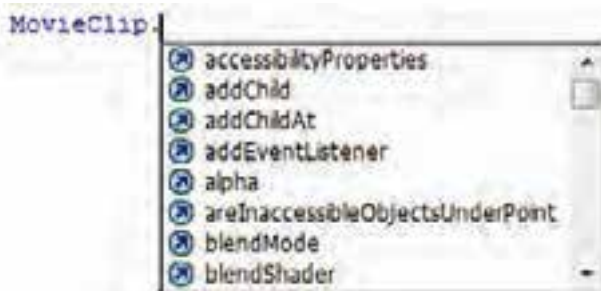 MovieClip.
accessibilityProperties
addChild
addChildAt
addEventListener
alpha
areInaccessibleObjectsUnderPoint
blendMode
blendShader